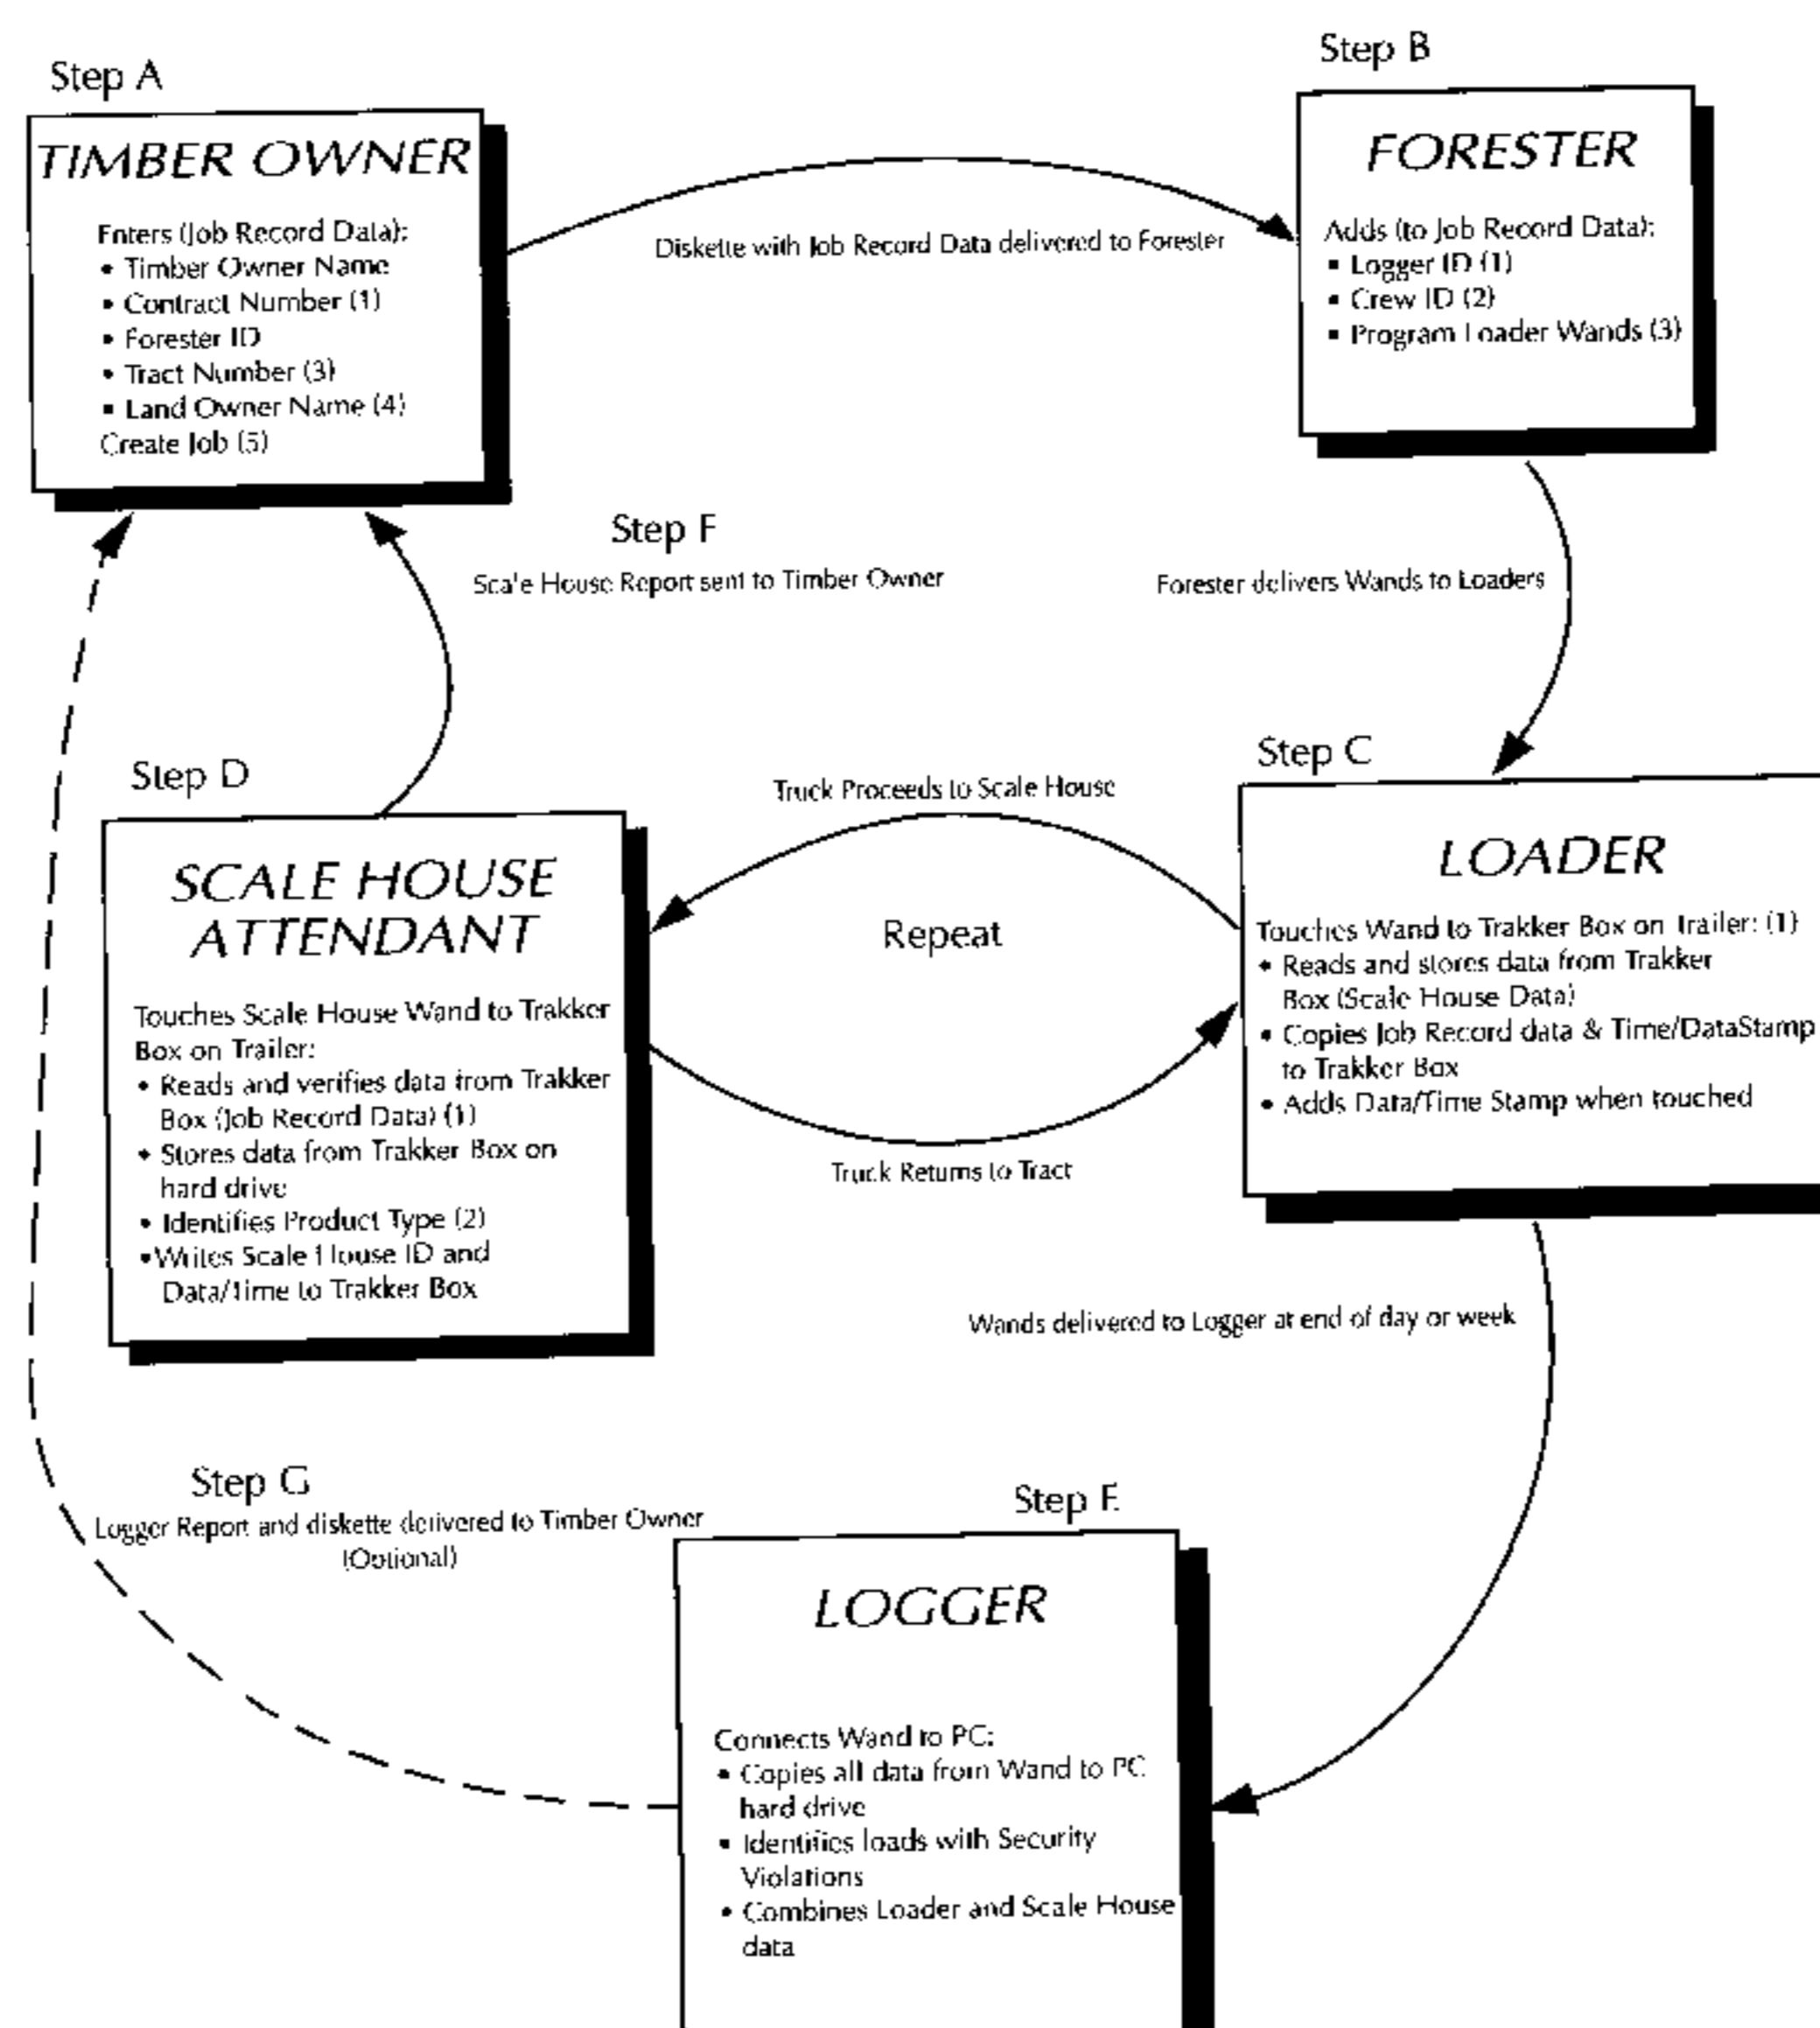 Step A
TIMBER OWNER
Enters (Job Record Data):
• Timber Owner Name
• Contract Number (1)
• Forester ID
• Tract Number (3)
▪ Land Owner Name (4)
Create Job (5)
Diskette with Job Record Data delivered to Forester
Step B
FORESTER
Adds (to Job Record Data):
▪ Logger ID (1)
▪ Crew ID (2)
▪ Program Loader Wands (3)
Step F
Scale House Report sent to Timber Owner
Forester delivers Wands to Loaders
Step D
SCALE HOUSE
ATTENDANT
Touches Scale House Wand to Trakker
Box on Trailer:
• Reads and verifies data from Trakker
Box (Job Record Data) (1)
• Stores data from Trakker Box on
hard drive
• Identifies Product Type (2)
•Writes Scale House ID and
Data/Time to Trakker Box
Truck Proceeds to Scale House
Repeat
Truck Returns to Tract
Step C
LOADER
Touches Wand to Trakker Box on Trailer: (1)
• Reads and stores data from Trakker
Box (Scale House Data)
• Copies Job Record data & Time/DataStamp
to Trakker Box
• Adds Data/Time Stamp when touched
Wands delivered to Logger at end of day or week
Step G
Logger Report and diskette delivered to Timber Owner
(Optional)
Step E
LOGGER
Connects Wand to PC:
• Copies all data from Wand to PC
hard drive
• Identifies loads with Security
Violations
• Combines Loader and Scale House
data